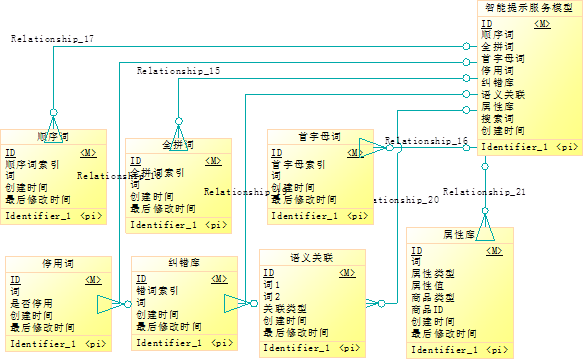 智能提示服务模型
ID <M>
顺序词
全拼词
首字母词
停用词
纠错库
语义关联
属性库
搜索词
创建时间
Identifier_1 <pi>
Relationship_17
Relationship_15
Relationship_16
Relationship_21
Relationship_20
顺序词
ID <M>
顺序词索引
词
创建时间
最后修改时间
Identifier_1 <pi>
全拼词
ID <M>
全拼词索引
词
创建时间
最后修改时间
Identifier_1 <pi>
首字母词
ID <M>
首字母索引
词
创建时间
最后修改时间
Identifier_1 <pi>
停用词
ID <M>
词
是否停用
创建时间
最后修改时间
Identifier_1 <pi>
纠错库
ID <M>
错词索引
词
创建时间
最后修改时间
Identifier_1 <pi>
语义关联
ID <M>
词1
词2
关联类型
创建时间
最后修改时间
Identifier_1 <pi>
属性库
ID <M>
词
属性类型
属性值
商品类型
商品ID
创建时间
最后修改时间
Identifier_1 <pi>